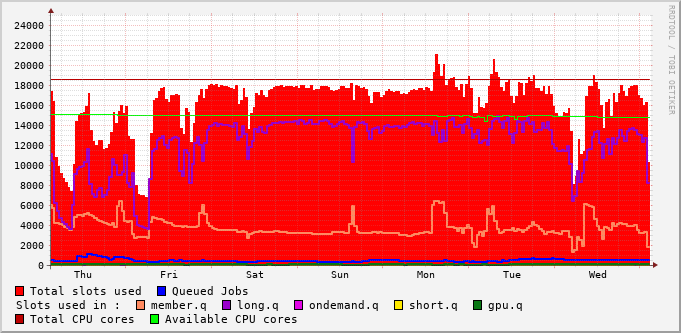 RRDTOOL / TOBI OETIKER
24000
22000
20000
18000
16000
14000
12000
10000
8000
6000
4000
2000
0
Thu Fri Sat Sun Mon Tue Wed
Total slots used Queued Jobs
Slots used in : member.q long.q ondemand.q short.q gpu.q
Total CPU cores Available CPU cores